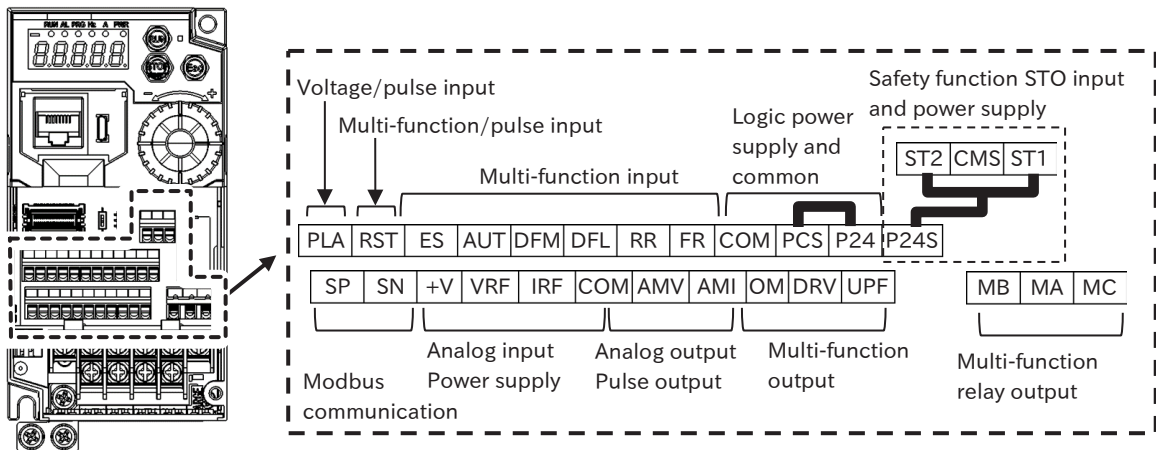 RUN AL PRG Hz A PWR
RUN
STOP
Esc
- +
Voltage/pulse input
Multi-function/pulse input
Multi-function input
Logic power
supply and
common
Safety function STO input
and power supply
ST2 CMS ST1
PLA RST ES AUT DFM DFL RR FR COM PCS P24 P24S
SP SN +V VRF IRF COM AMV AMI OM DRV UPF
MB MA MC
Modbus
communication
Analog input
Power supply
Analog output
Pulse output
Multi-function
output
Multi-function
relay output